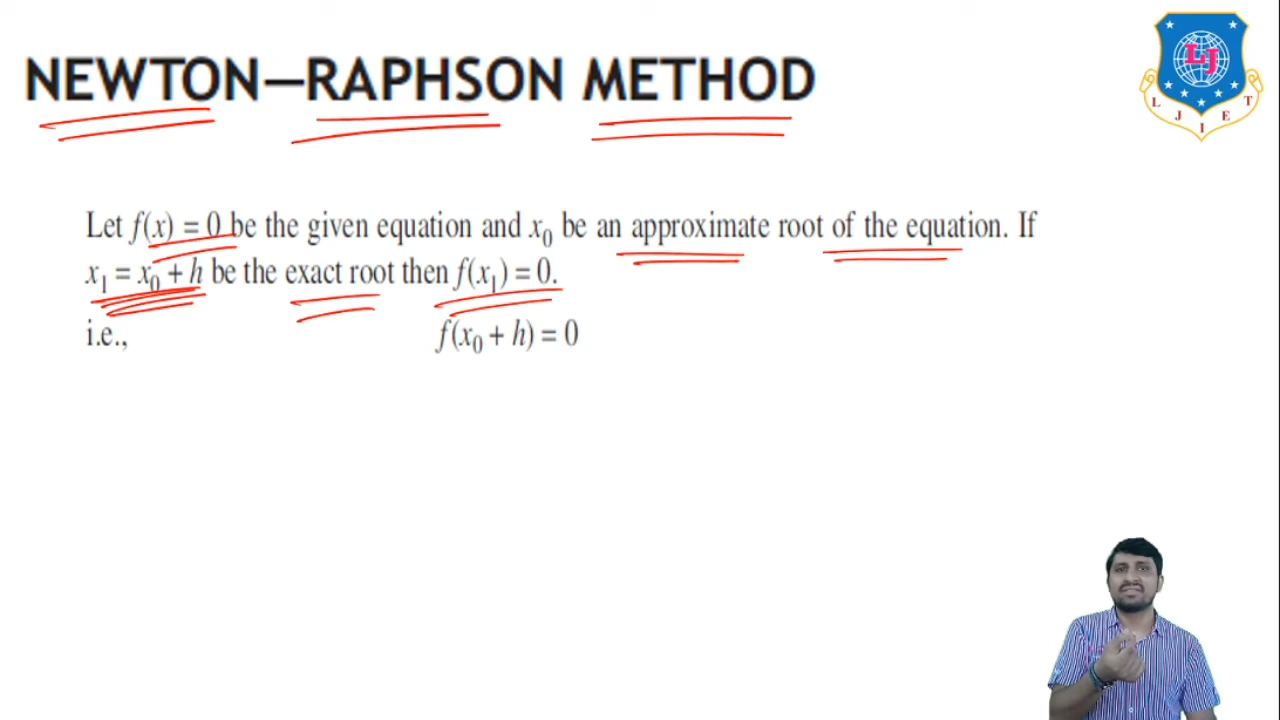 NEWTON—RAPHSON METHOD
LJ
L J I E T
Let f(x) = 0 be the given equation and x₀ be an approximate root of the equation. If
x₁ = x₀ + h be the exact root then f(x₁) = 0.
i.e., f(x₀ + h) = 0